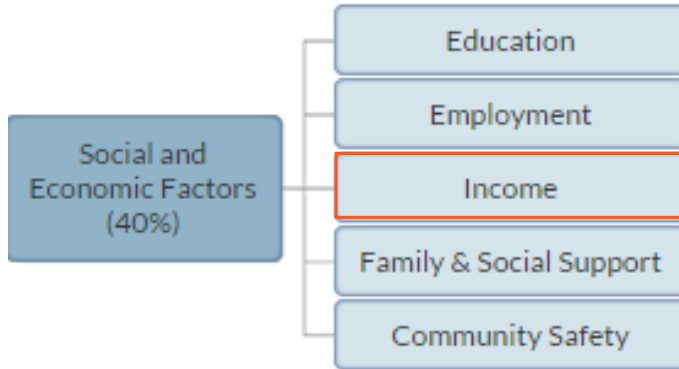 Social and
Economic Factors
(40%)
Education
Employment
Income
Family & Social Support
Community Safety